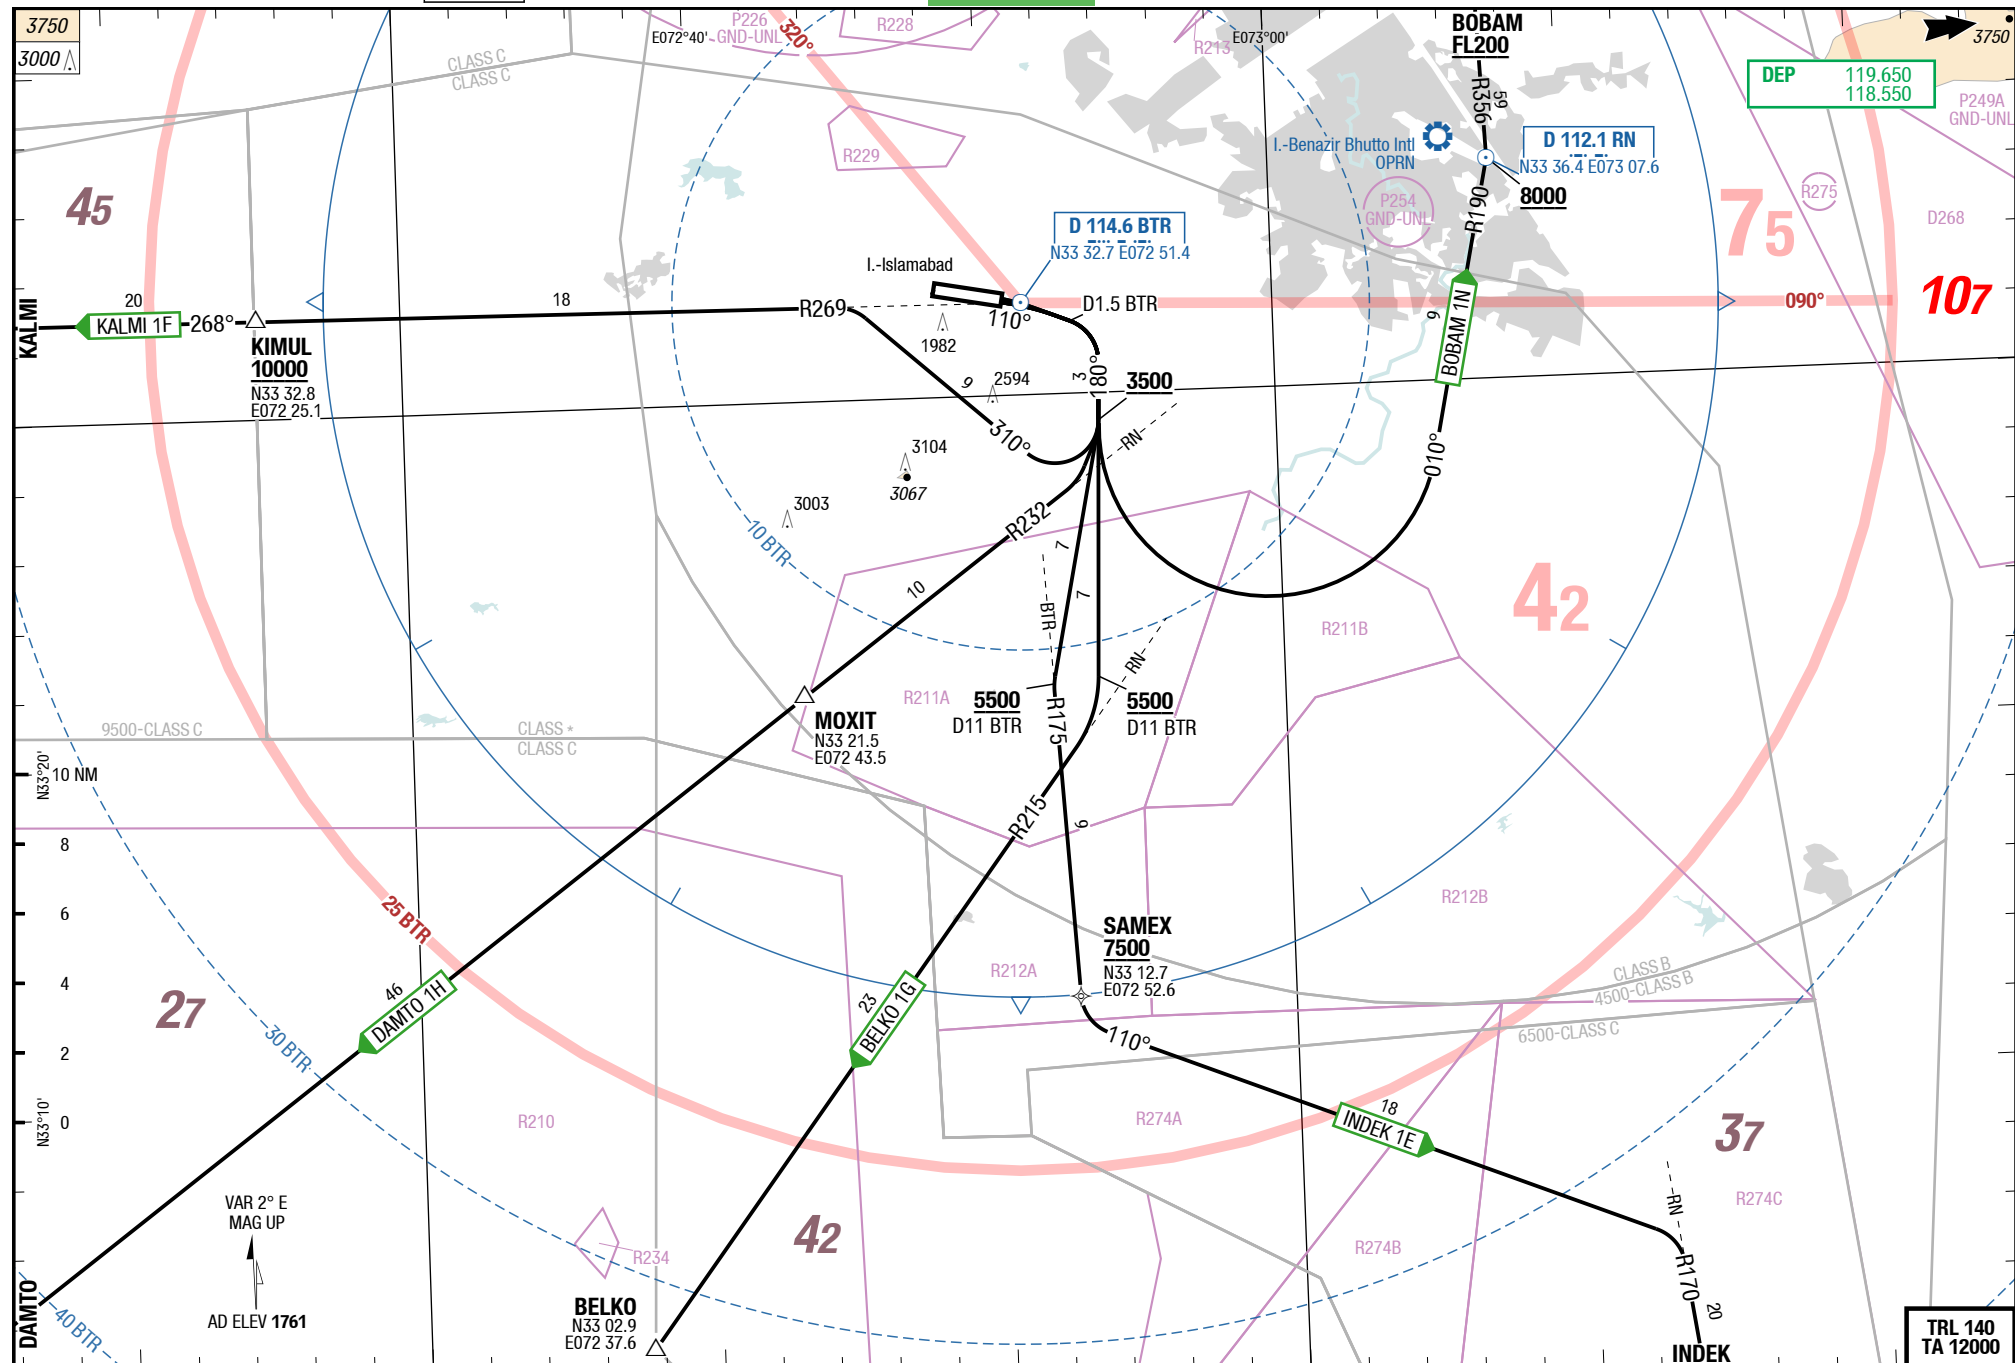 3750
3000
CLASS C
CLASS C
E072°40'
P226
GND-UNL
320°
R228
R213
E073°00'
BOBAM
FL200
R356
59
3750
DEP 119.650
118.550
P249A
GND-UNL
R229
I.-Benazir Bhutto Intl
OPRN
D 112.1 RN
N33 36.4 E073 07.6
8000
P254
GND-UNL
R190
R275
D268
45
75
107
D 114.6 BTR
N33 32.7 E072 51.4
I.-Islamabad
KALMI
20
KALMI 1F
268°
18
R269
110°
D1.5 BTR
090°
KIMUL
10000
N33 32.8
E072 25.1
1982
2594
9
3
180°
3500
9
BOBAM 1N
310°
RN
010°
3104
3067
3003
10 BTR
R232
7
7
10
BTR
42
R211B
RN
R211A
5500
D11 BTR
R175
5500
D11 BTR
MOXIT
N33 21.5
E072 43.5
9500-CLASS C
CLASS *
CLASS C
N33°20'
10 NM
8
6
4
2
0
N33°10'
R215
9
25 BTR
R212B
SAMEX
7500
N33 12.7
E072 52.6
R212A
CLASS B
4500-CLASS B
6500-CLASS C
46
DAMTO 1H
23
BELKO 1G
27
30 BTR
110°
R210
R274A
18
INDEK 1E
37
R274C
VAR 2° E
MAG UP
AD ELEV 1761
42
R234
R274B
RN
R170
20
DAMTO
40 BTR
BELKO
N33 02.9
E072 37.6
INDEK
TRL 140
TA 12000